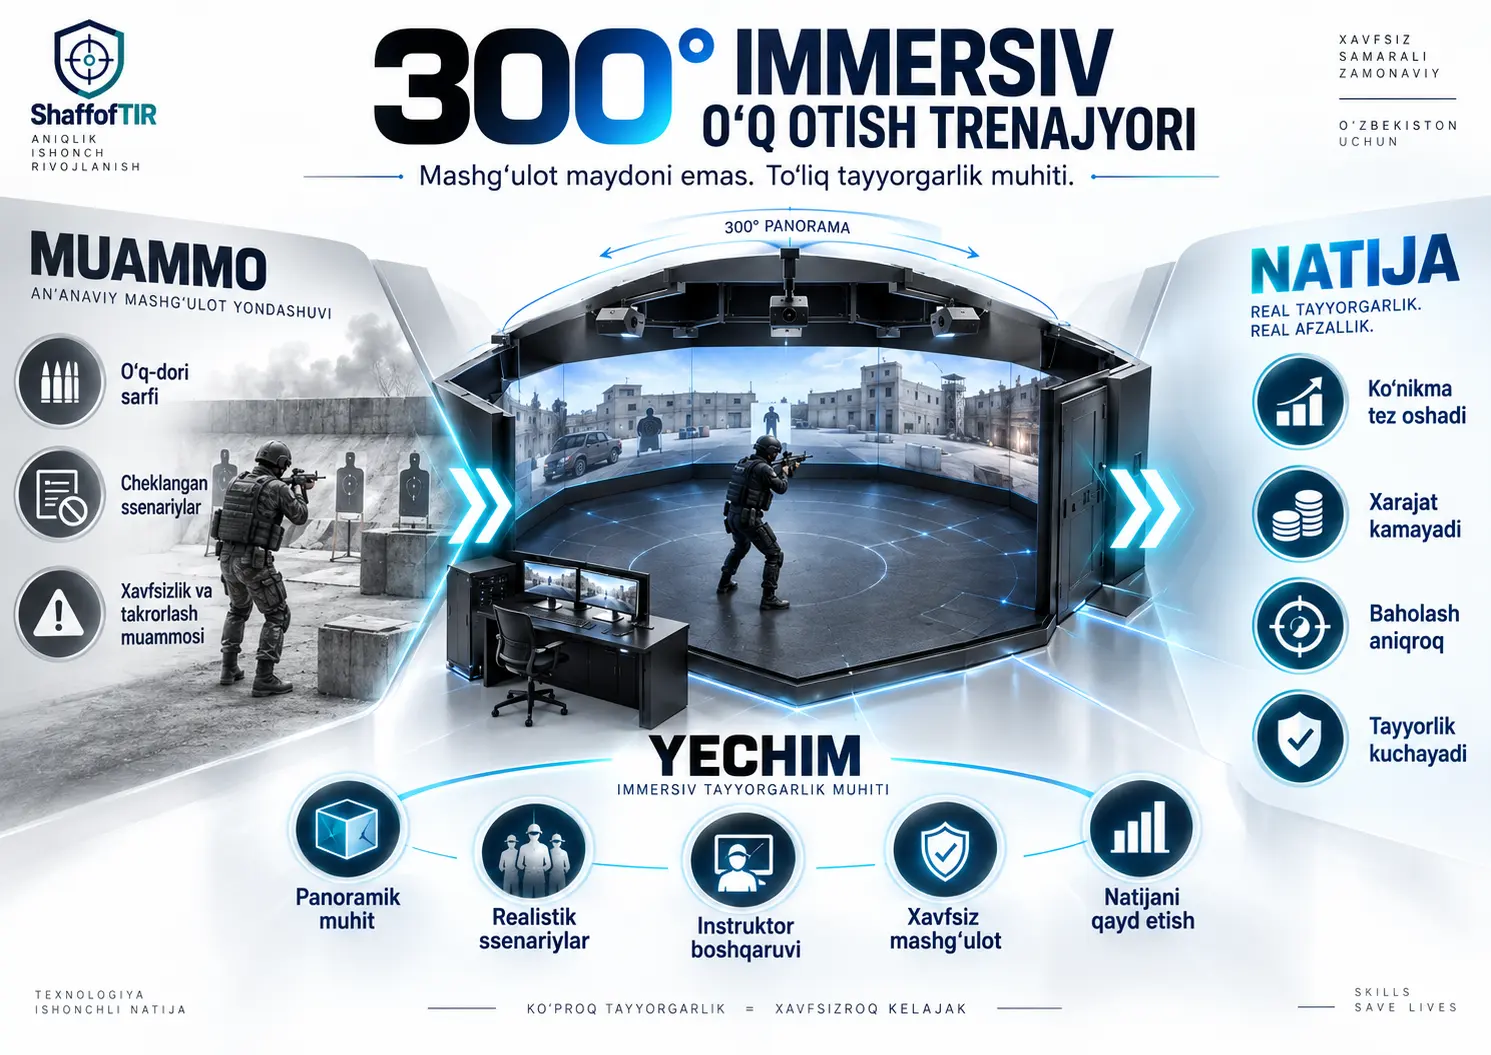 ShaffofTIR
ANIQLIK
ISHONCH
RIVOJLANISH
300° IMMERSIV
O‘Q OTISH TRENAJYORI
Mashg‘ulot maydoni emas. To‘liq tayyorgarlik muhiti.
XAVFSIZ
SAMARALI
ZAMONAVIY
O‘ZBEKISTON
UCHUN
MUAMMO
AN’ANAVIY MASHG‘ULOT YONDASHUVI
O‘q-dori
sarfi
Cheklangan
ssenariylar
Xavfsizlik va
takrorlash
muammosi
300° PANORAMA
NATIJA
REAL TAYYORGARLIK.
REAL AFZALLIK.
Ko‘nikma
tez oshadi
Xarajat
kamayadi
Baholash
aniqroq
Tayyorlik
kuchayadi
YECHIM
IMMERSIV TAYYORGARLIK MUHITI
Panoramik
muhit
Realistik
ssenariylar
Instruktor
boshqaruvi
Xavfsiz
mashg‘ulot
Natijani
qayd etish
TEXNOLOGIYA
ISHONCHLI NATIJA
KO‘PROQ TAYYORGARLIK = XAVFSIZROQ KELAJAK
SKILLS
SAVE LIVES